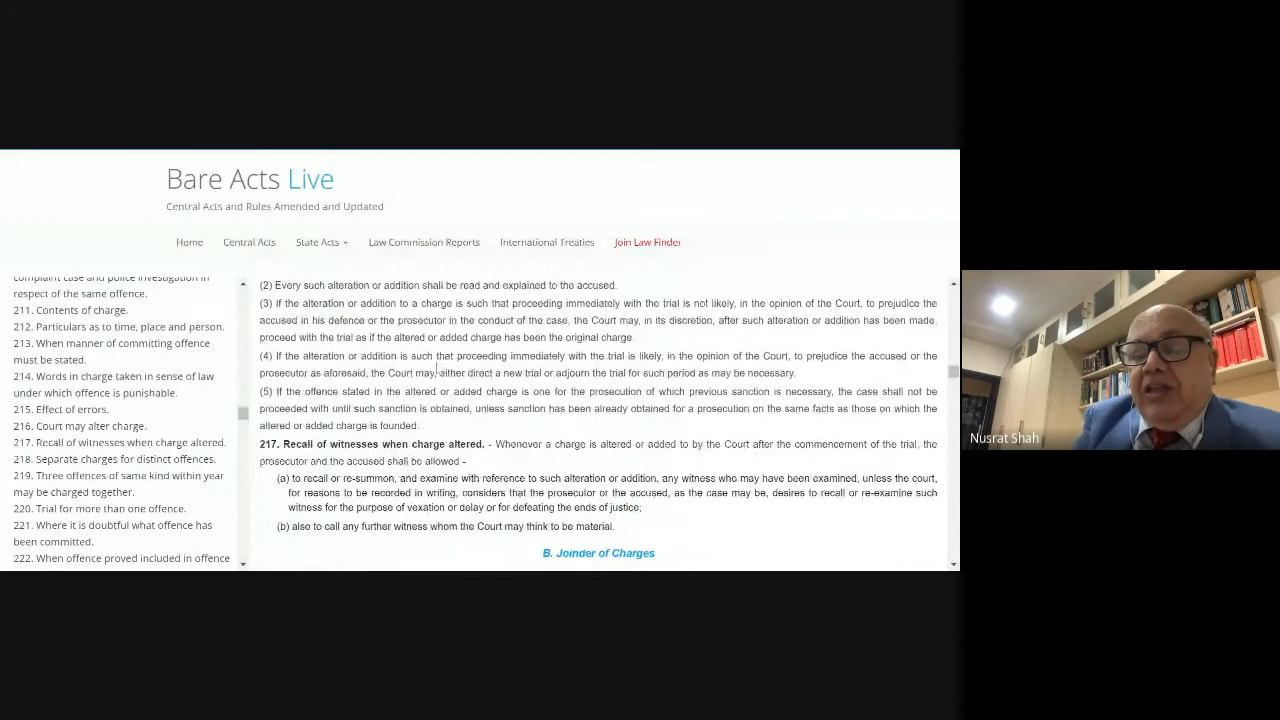 Bare Acts Live
Central Acts and Rules Amended and Updated
Home Central Acts State Acts Law Commission Reports International Treaties Join Law Finder
complaint case and police investigation in
respect of the same offence.
211. Contents of charge.
212. Particulars as to time, place and person.
213. When manner of committing offence
must be stated.
214. Words in charge taken in sense of law
under which offence is punishable.
215. Effect of errors.
216. Court may alter charge.
217. Recall of witnesses when charge altered.
218. Separate charges for distinct offences.
219. Three offences of same kind within year
may be charged together.
220. Trial for more than one offence.
221. Where it is doubtful what offence has
been committed.
222. When offence proved included in offence
(2) Every such alteration or addition shall be read and explained to the accused.
(3) If the alteration or addition to a charge is such that proceeding immediately with the trial is not likely, in the opinion of the Court, to prejudice the
accused in his defence or the prosecutor in the conduct of the case, the Court may, in its discretion, after such alteration or addition has been made,
proceed with the trial as if the altered or added charge has been the original charge.
(4) If the alteration or addition is such that proceeding immediately with the trial is likely, in the opinion of the Court, to prejudice the accused or the
prosecutor as aforesaid, the Court may, either direct a new trial or adjourn the trial for such period as may be necessary.
(5) If the offence stated in the altered or added charge is one for the prosecution of which previous sanction is necessary, the case shall not be
proceeded with until such sanction is obtained, unless sanction has been already obtained for a prosecution on the same facts as those on which the
altered or added charge is founded.
217. Recall of witnesses when charge altered. - Whenever a charge is altered or added to by the Court after the commencement of the trial, the
prosecutor and the accused shall be allowed -
(a) to recall or re-summon, and examine with reference to such alteration or addition, any witness who may have been examined, unless the court,
for reasons to be recorded in writing, considers that the prosecutor or the accused, as the case may be, desires to recall or re-examine such
witness for the purpose of vexation or delay or for defeating the ends of justice;
(b) also to call any further witness whom the Court may think to be material.
B. Joinder of Charges
Nusrat Shah